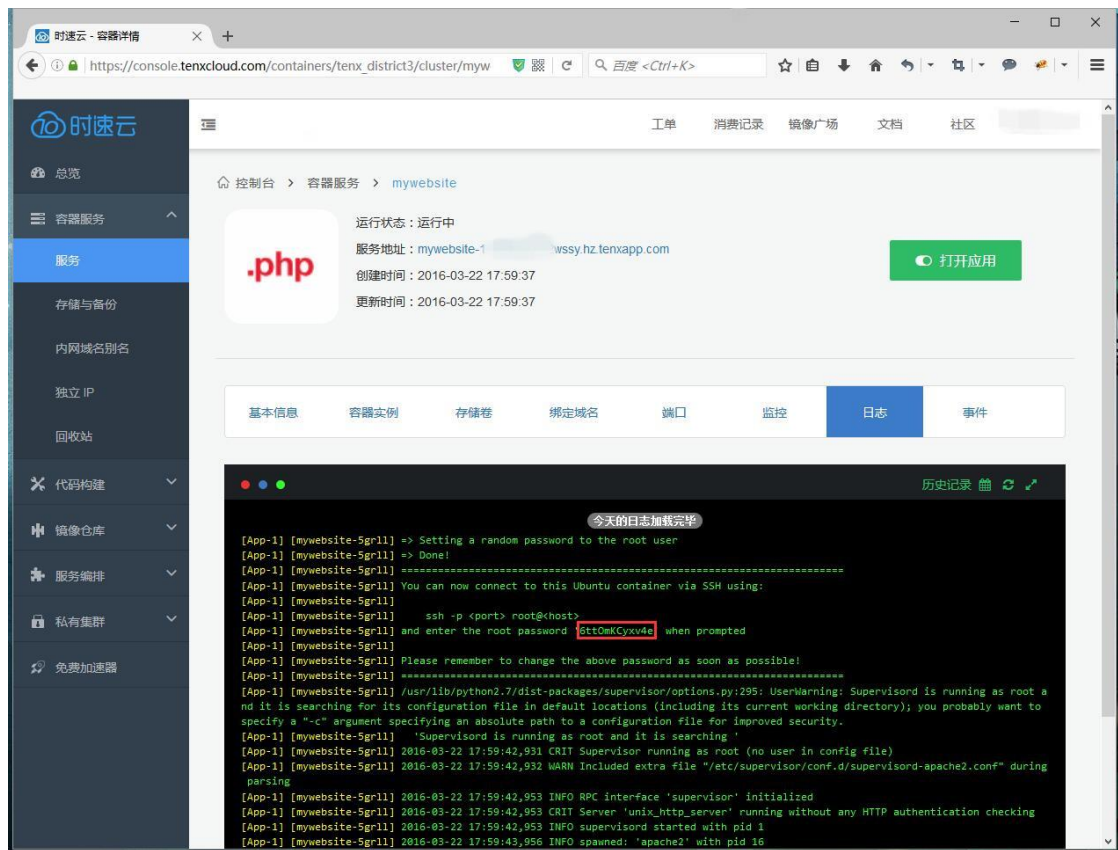 时速云 - 容器详情
https://console.tenxcloud.com/containers/tenx_district3/cluster/myw
百度 <Ctrl+K>
时速云
工单 消费记录 镜像广场 文档 社区
总览
控制台 > 容器服务 > mywebsite
容器服务
服务
存储与备份
内网域名别名
独立 IP
回收站
代码构建
镜像仓库
服务编排
私有集群
免费加速器
.php
运行状态：运行中
服务地址：mywebsite- wssy.hz.tenxapp.com
创建时间：2016-03-22 17:59:37
更新时间：2016-03-22 17:59:37
打开应用
基本信息 容器实例 存储卷 绑定域名 端口 监控 日志 事件
历史记录
今天的日志加载完毕
[App-1] [mywebsite-5grll] => Setting a random password to the root user
[App-1] [mywebsite-5grll] => Done!
[App-1] [mywebsite-5grll] ========================================================================
[App-1] [mywebsite-5grll] You can now connect to this Ubuntu container via SSH using:
[App-1] [mywebsite-5grll]
[App-1] [mywebsite-5grll] ssh -p <port> root@<host>
[App-1] [mywebsite-5grll] and enter the root password '6ttOmKCyxv4e' when prompted
[App-1] [mywebsite-5grll]
[App-1] [mywebsite-5grll] Please remember to change the above password as soon as possible!
[App-1] [mywebsite-5grll] ========================================================================
[App-1] [mywebsite-5grll] /usr/lib/python2.7/dist-packages/supervisor/options.py:295: UserWarning: Supervisord is running as root a
nd it is searching for its configuration file in default locations (including its current working directory); you probably want to
specify a "-c" argument specifying an absolute path to a configuration file for improved security.
[App-1] [mywebsite-5grll] 'Supervisord is running as root and it is searching '
[App-1] [mywebsite-5grll] 2016-03-22 17:59:42,931 CRIT Supervisor running as root (no user in config file)
[App-1] [mywebsite-5grll] 2016-03-22 17:59:42,932 WARN Included extra file "/etc/supervisor/conf.d/supervisord-apache2.conf" during
parsing
[App-1] [mywebsite-5grll] 2016-03-22 17:59:42,953 INFO RPC interface 'supervisor' initialized
[App-1] [mywebsite-5grll] 2016-03-22 17:59:42,953 CRIT Server 'unix_http_server' running without any HTTP authentication checking
[App-1] [mywebsite-5grll] 2016-03-22 17:59:42,953 INFO supervisord started with pid 1
[App-1] [mywebsite-5grll] 2016-03-22 17:59:43,956 INFO spawned: 'apache2' with pid 16